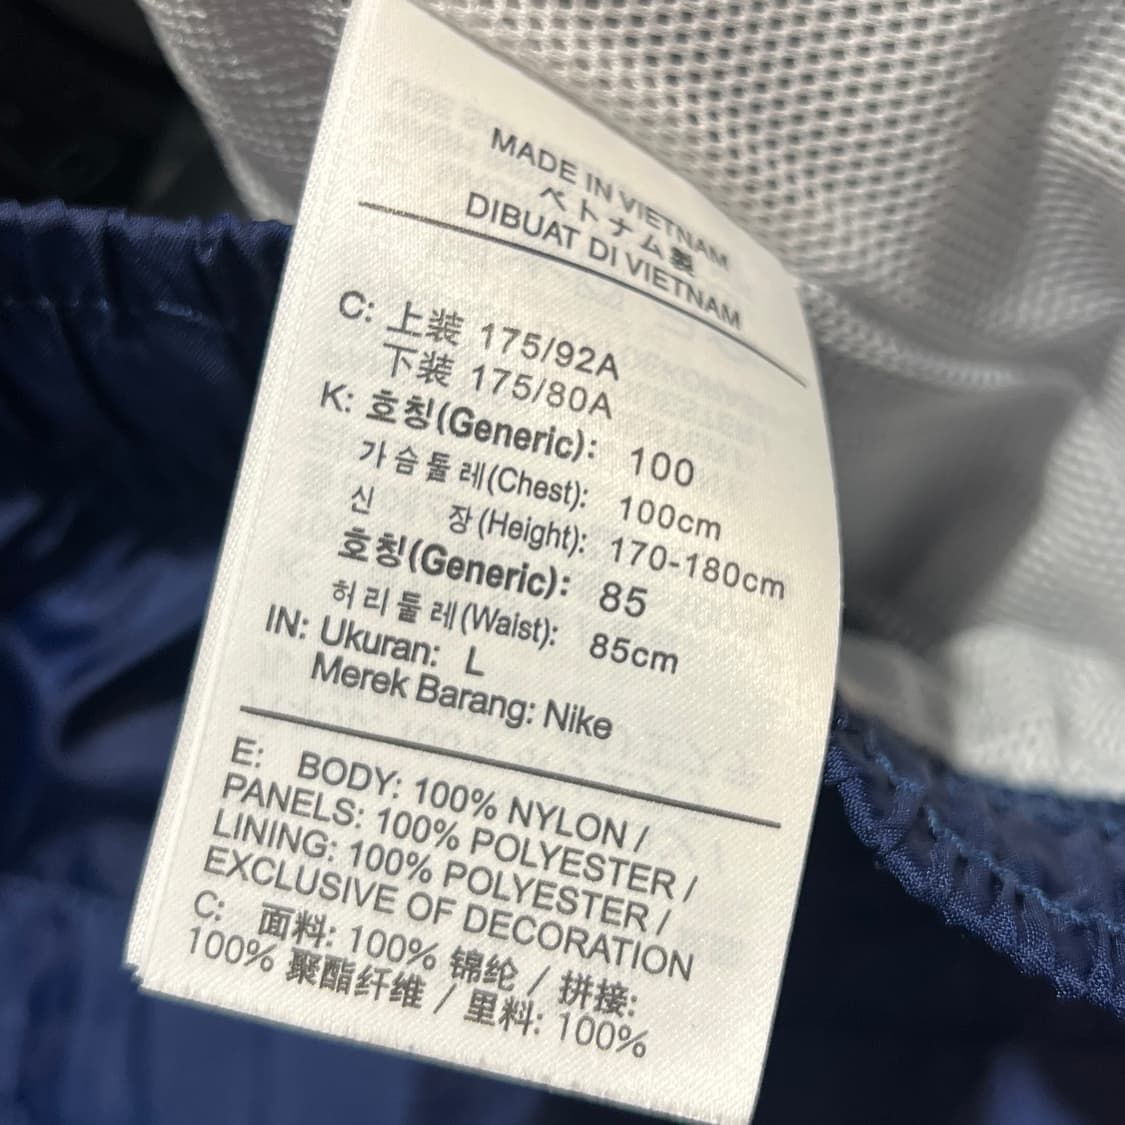 MADE IN VIETNAM
ベトナム製
DIBUAT DI VIETNAM
C: 上装 175/92A
下装 175/80A
K: 호칭(Generic): 100
가슴둘레(Chest): 100cm
신 장(Height): 170-180cm
호칭(Generic): 85
허리둘레(Waist): 85cm
IN: Ukuran: L
Merek Barang: Nike
E: BODY: 100% NYLON /
PANELS: 100% POLYESTER /
LINING: 100% POLYESTER /
EXCLUSIVE OF DECORATION
C: 面料: 100% 锦纶 / 拼接:
100% 聚酯纤维 / 里料: 100%